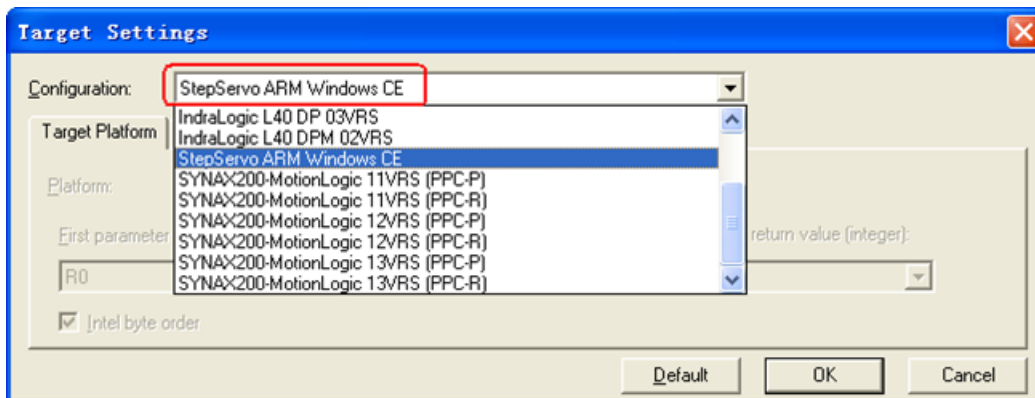 Target Settings
Configuration: StepServo ARM Windows CE
IndraLogic L40 DP 03VRS
Target Platform IndraLogic L40 DPM 02VRS
StepServo ARM Windows CE
Platform: SYNAX200-MotionLogic 11VRS (PPC-P)
SYNAX200-MotionLogic 11VRS (PPC-R)
SYNAX200-MotionLogic 12VRS (PPC-P)
First parameter SYNAX200-MotionLogic 12VRS (PPC-R) return value (integer):
SYNAX200-MotionLogic 13VRS (PPC-P)
R0 SYNAX200-MotionLogic 13VRS (PPC-R)
Intel byte order
Default OK Cancel